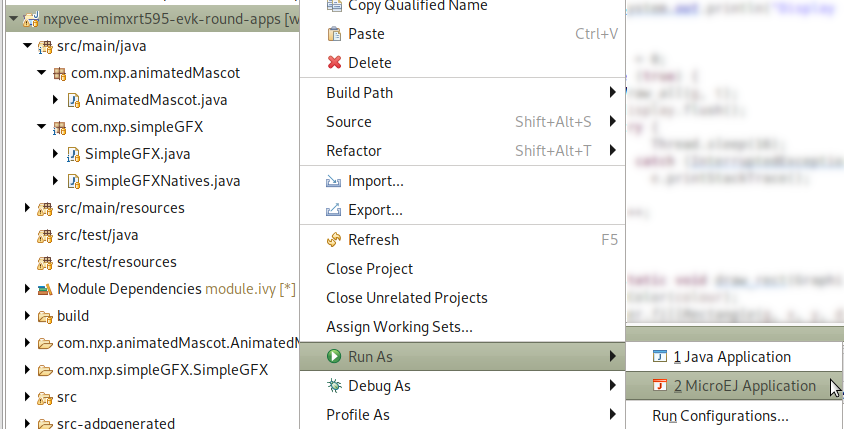 nxpvee-mimxrt595-evk-round-apps [w
src/main/java
com.nxp.animatedMascot
AnimatedMascot.java
com.nxp.simpleGFX
SimpleGFX.java
SimpleGFXNatives.java
src/main/resources
src/test/java
src/test/resources
Module Dependencies module.ivy [*]
build
com.nxp.animatedMascot.AnimatedM
com.nxp.simpleGFX.SimpleGFX
src
src-adpgenerated
Copy Qualified Name
Paste Ctrl+V
Delete
Build Path
Source Shift+Alt+S
Refactor Shift+Alt+T
Import...
Export...
Refresh F5
Close Project
Close Unrelated Projects
Assign Working Sets...
Run As
Debug As
Profile As
1 Java Application
2 MicroEJ Application
Run Configurations...